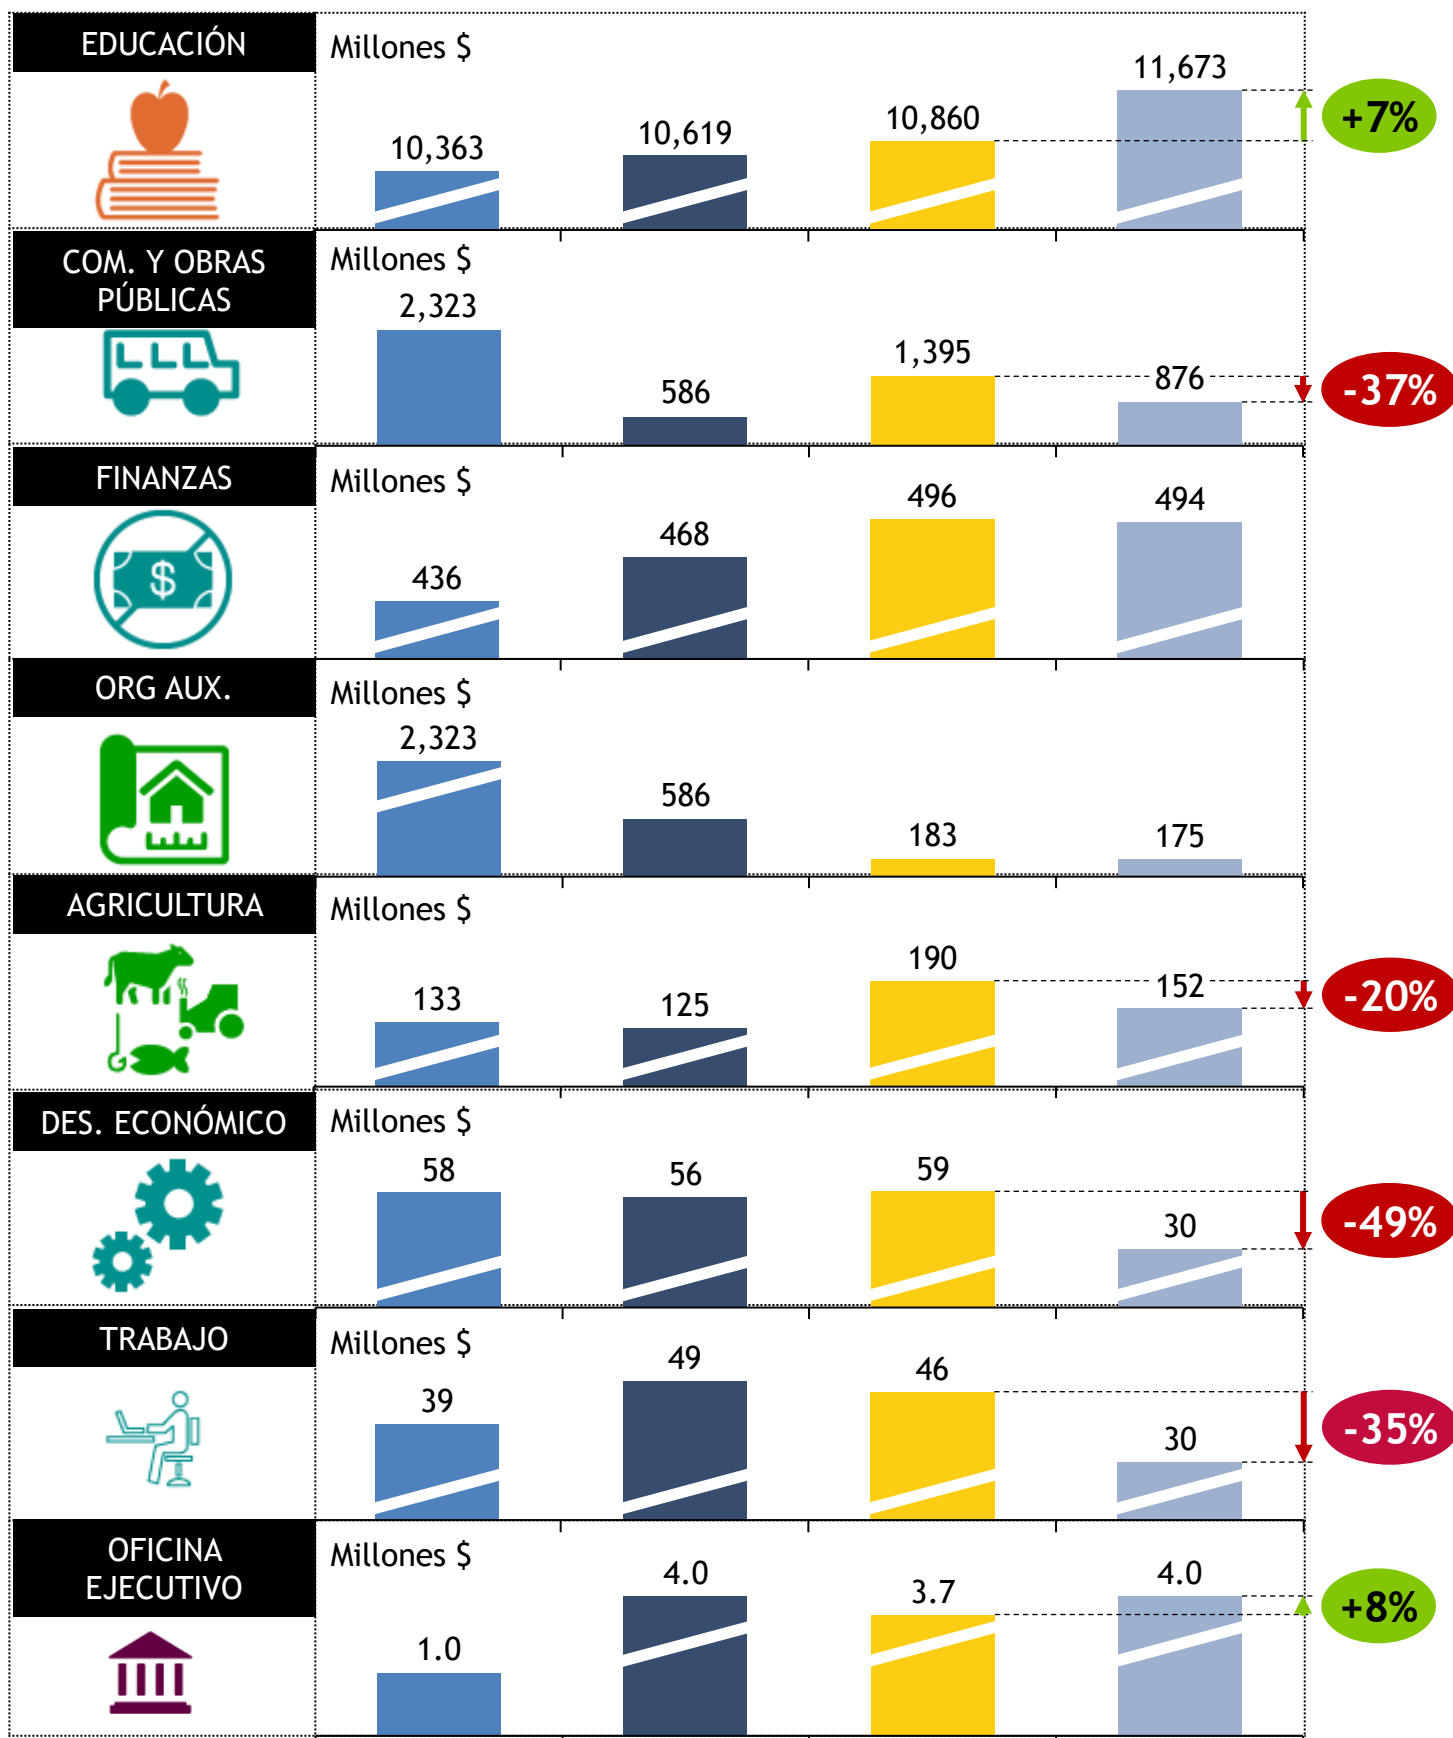 EDUCACIÓN
Millones $
10,363
10,619
10,860
11,673
+7%
COM. Y OBRAS
PÚBLICAS
Millones $
2,323
586
1,395
876
-37%
FINANZAS
Millones $
436
468
496
494
$
ORG AUX.
Millones $
2,323
586
183
175
AGRICULTURA
Millones $
133
125
190
152
-20%
DES. ECONÓMICO
Millones $
58
56
59
30
-49%
TRABAJO
Millones $
39
49
46
30
-35%
OFICINA
EJECUTIVO
Millones $
1.0
4.0
3.7
4.0
+8%